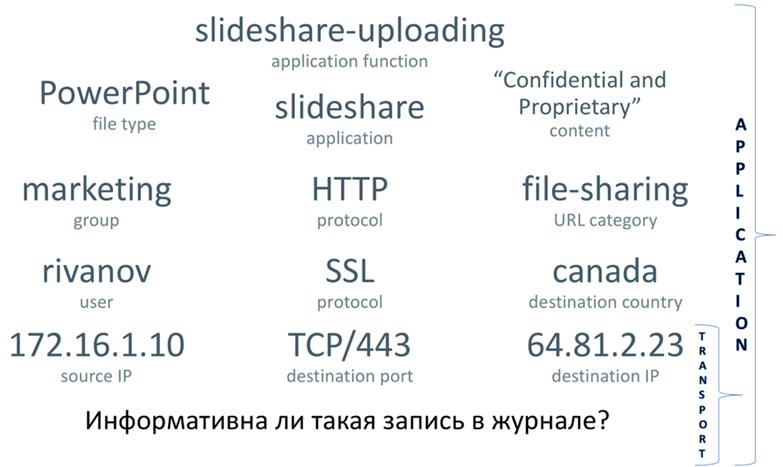 slideshare-uploading
application function
PowerPoint
file type
slideshare
application
“Confidential and
Proprietary”
content
marketing
group
HTTP
protocol
file-sharing
URL category
rivanov
user
SSL
protocol
canada
destination country
172.16.1.10
source IP
TCP/443
destination port
64.81.2.23
destination IP
Информативна ли такая запись в журнале?
TRANSPORT
APPLICATION